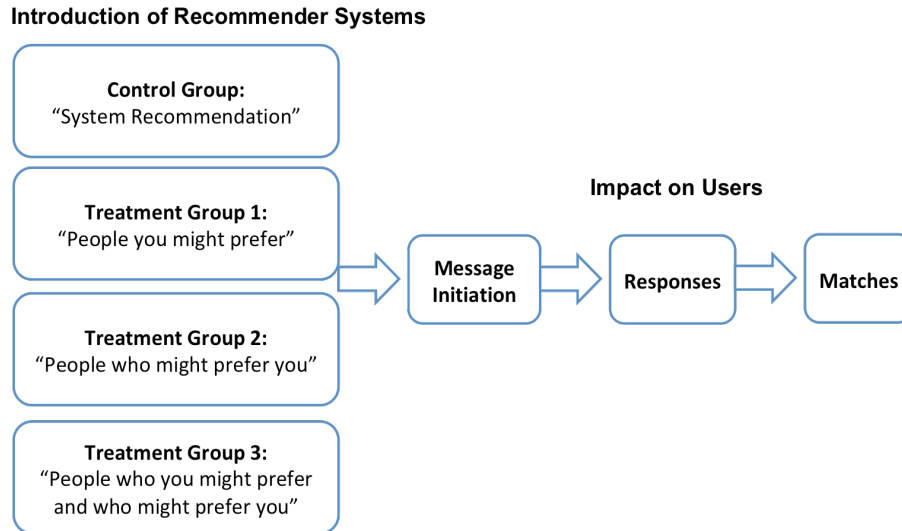 Introduction of Recommender Systems
Control Group:
“System Recommendation”
Treatment Group 1:
“People you might prefer”
Treatment Group 2:
“People who might prefer you”
Treatment Group 3:
“People who you might prefer
and who might prefer you”
Impact on Users
Message
Initiation
Responses
Matches